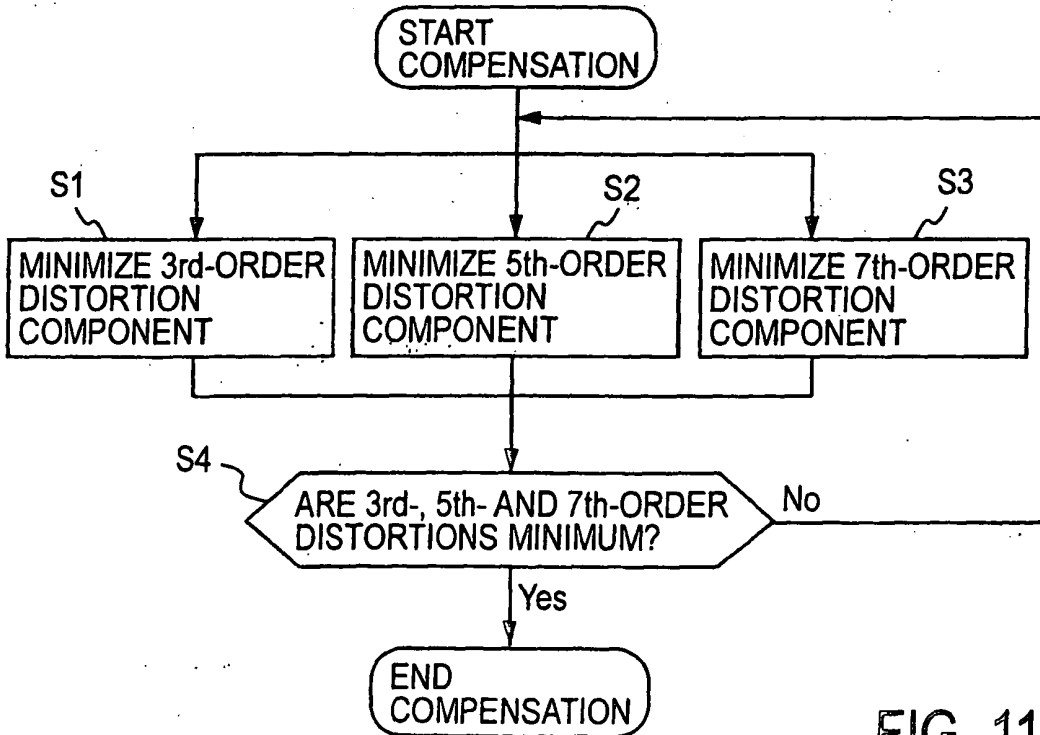 START
COMPENSATION
S1
S2
S3
MINIMIZE 3rd-ORDER
DISTORTION
COMPONENT
MINIMIZE 5th-ORDER
DISTORTION
COMPONENT
MINIMIZE 7th-ORDER
DISTORTION
COMPONENT
S4
ARE 3rd-, 5th- AND 7th-ORDER
DISTORTIONS MINIMUM?
No
Yes
END
COMPENSATION
FIG. 11